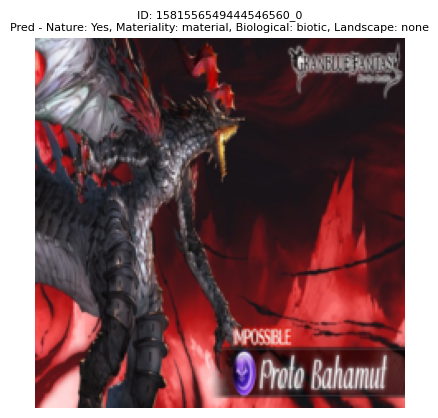 ID: 1581556549444546560_0
Pred - Nature: Yes, Materiality: material, Biological: biotic, Landscape: none
GRANBLUE FANTASY
IMPOSSIBLE
Proto Bahamut